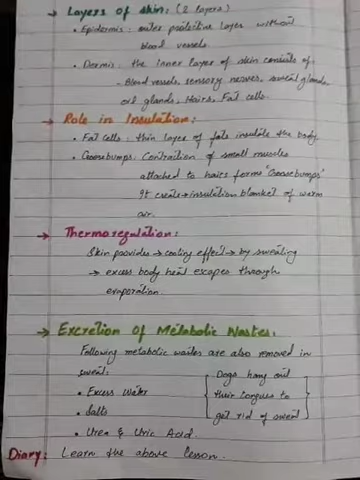 → Layers of skin: (2 layers)
• Epidermis: outer protective layer without
blood vessels.
• Dermis: the inner layer of skin consists of.
- Blood vessels, sensory nerves, sweat glands,
oil glands, Hairs, Fat cells.
→ Role in Insulation:
• Fat Cells: thin layer of fats insulate the body.
• Goosebumps: Contraction of small muscles
attached to hairs forms "Goosebumps"
It create → insulation blanket of warm
air.
→ Thermoregulation:
Skin provides → cooling effect → by sweating
→ excess body heat escapes through
evaporation.
→ Excretion of Metabolic Wastes.
Following metabolic wastes are also removed in
sweat:
• Excess Water
• Salts
• Urea & Uric Acid.
[Dogs hang out
their tongues to
get rid of sweat]
Diary: Learn the above lesson.